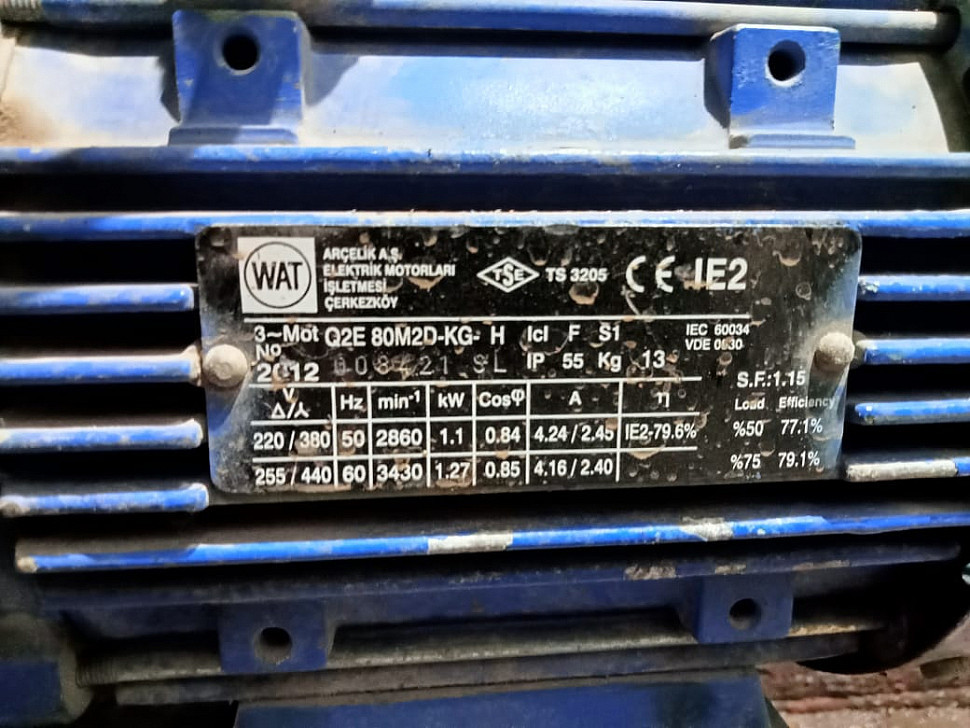 WAT
ARÇELİK A.Ş.
ELEKTRİK MOTORLARI
İŞLETMESİ
ÇERKEZKÖY
TSE TS 3205 CE IE2
3~Mot Q2E 80M2D-KG- H Icl F S1
IEC 60034
No IP 55 Kg 13
VDE 0530
2012 SL
S.F.:1.15
V Hz min⁻¹ kW Cosφ A η
Δ/⅄
Load Efficiency
220 / 380 50 2860 1.1 0.84 4.24 / 2.45 IE2-79.6%
%50 77.1%
255 / 440 60 3430 1.27 0.85 4.16 / 2.40
%75 79.1%